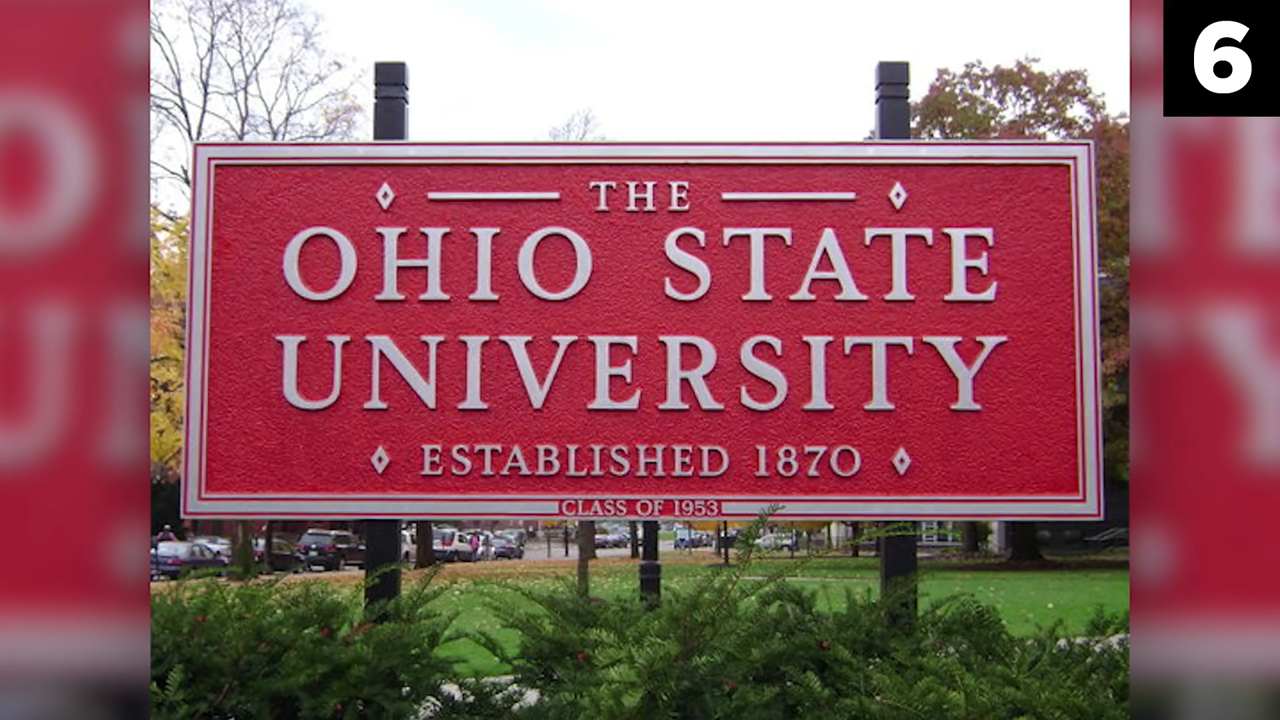 6
THE
OHIO STATE
UNIVERSITY
ESTABLISHED 1870
CLASS OF 1953